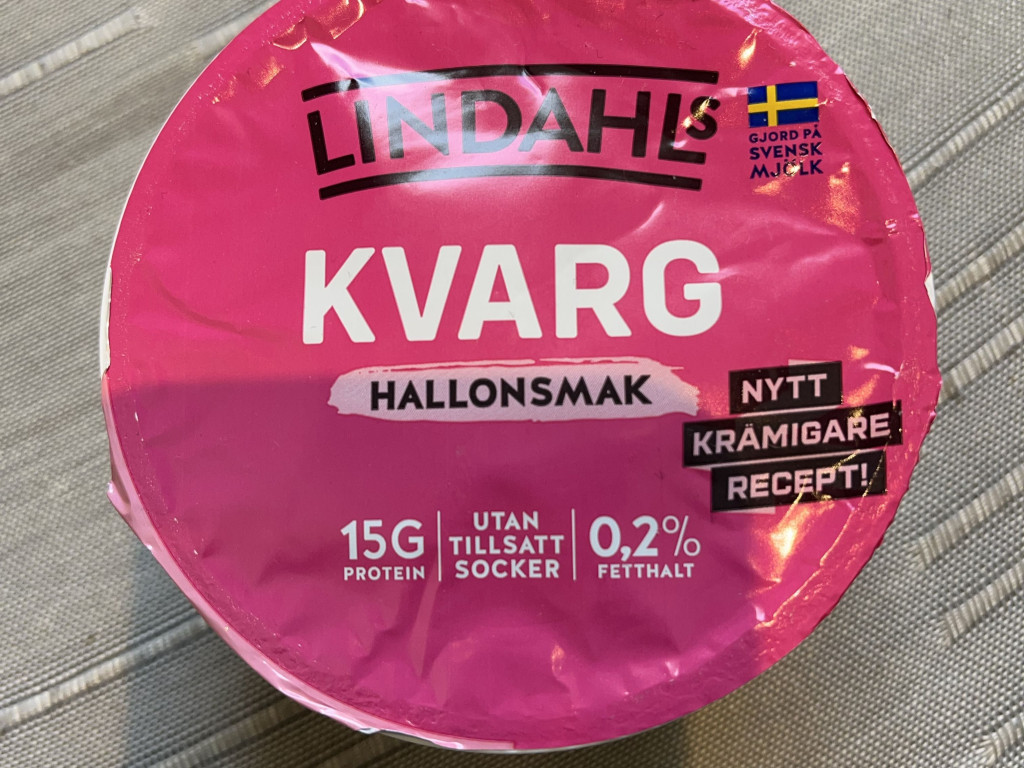 LINDAHLS
GJORD PÅ
SVENSK
MJÖLK
KVARG
HALLONSMAK
NYTT
KRÄMIGARE
RECEPT!
15G
PROTEIN
UTAN
TILLSATT
SOCKER
0,2%
FETTHALT